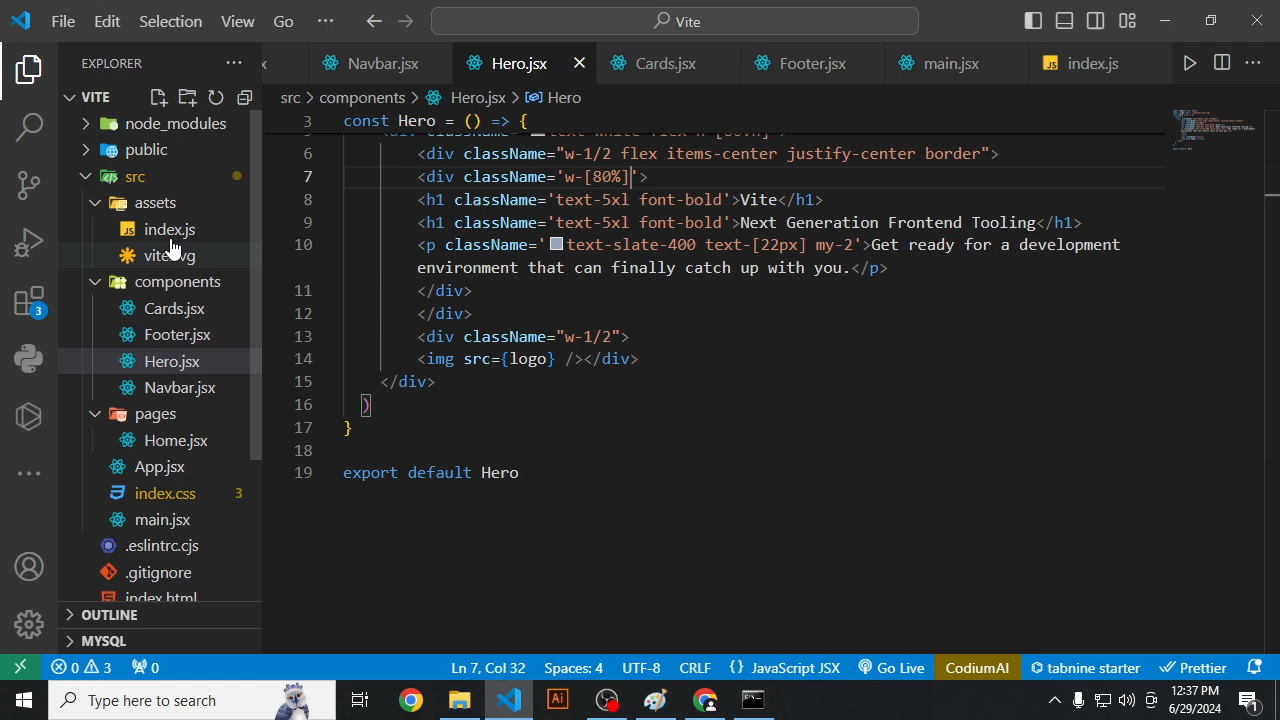 File Edit Selection View Go ··· Vite
EXPLORER ···
Navbar.jsx Hero.jsx Cards.jsx Footer.jsx main.jsx JS index.js ···
VITE
src > components > Hero.jsx > Hero
node_modules
public
src
assets
JS index.js
components
Cards.jsx
Footer.jsx
Hero.jsx
Navbar.jsx
pages
Home.jsx
App.jsx
index.css 3
main.jsx
.eslintrc.cjs
.gitignore
index.html
OUTLINE
MYSQL
3
3 const Hero = () => {
6 <div className="w-1/2 flex items-center justify-center border">
7 <div className='w-[80%]'>
8 <h1 className='text-5xl font-bold'>Vite</h1>
9 <h1 className='text-5xl font-bold'>Next Generation Frontend Tooling</h1>
10 <p className='text-slate-400 text-[22px] my-2'>Get ready for a development
environment that can finally catch up with you.</p>
11 </div>
12 </div>
13 <div className="w-1/2">
14 <img src={logo} /></div>
15 </div>
16 )
17 }
18
19 export default Hero
0 3 0 Ln 7, Col 32 Spaces: 4 UTF-8 CRLF {} JavaScript JSX Go Live CodiumAI tabnine starter Prettier
Type here to search Ai 12:37 PM
6/29/2024 1